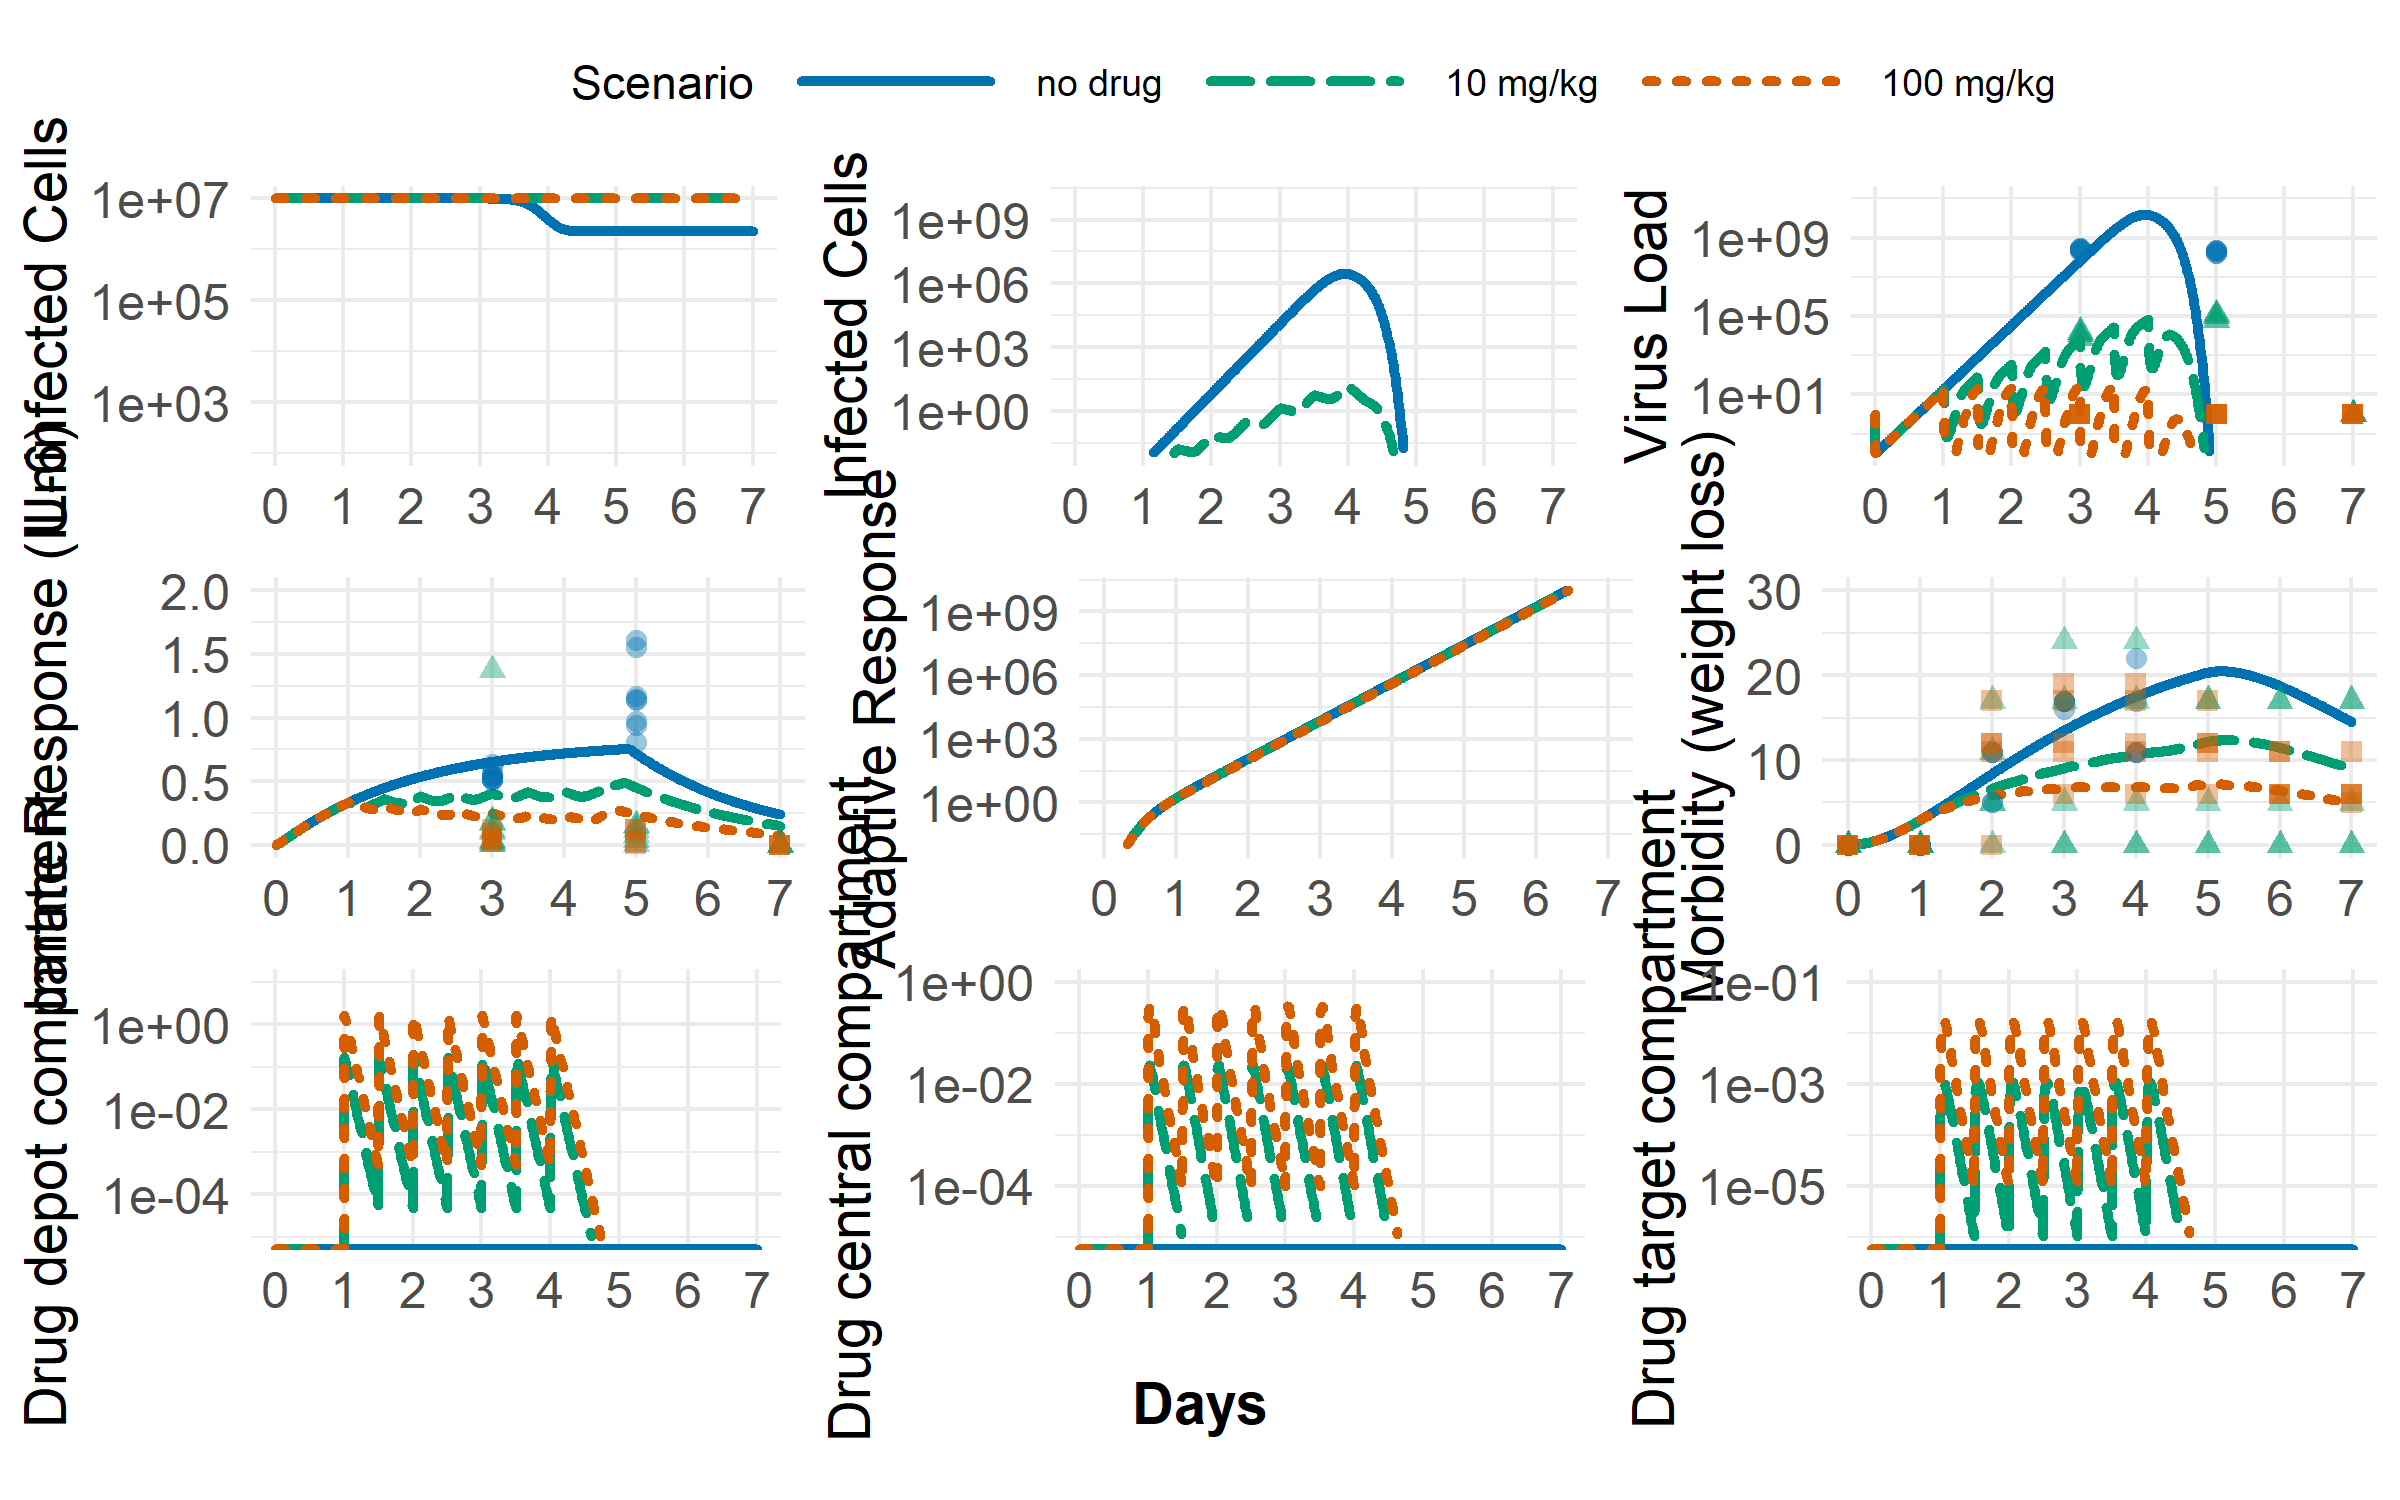 Scenario no drug 10 mg/kg 100 mg/kg
Uninfected Cells
1e+07
1e+05
1e+03
0 1 2 3 4 5 6 7
Infected Cells
1e+09
1e+06
1e+03
1e+00
0 1 2 3 4 5 6 7
Virus Load
1e+09
1e+05
1e+01
0 1 2 3 4 5 6 7
Innate Response (IL-6)
2.0
1.5
1.0
0.5
0.0
0 1 2 3 4 5 6 7
Adaptive Response
1e+09
1e+06
1e+03
1e+00
0 1 2 3 4 5 6 7
Morbidity (weight loss)
30
20
10
0
0 1 2 3 4 5 6 7
Drug depot compartment
1e+00
1e-02
1e-04
0 1 2 3 4 5 6 7
Drug central compartment
1e+00
1e-02
1e-04
0 1 2 3 4 5 6 7
Drug target compartment
1e-01
1e-03
1e-05
0 1 2 3 4 5 6 7
Days